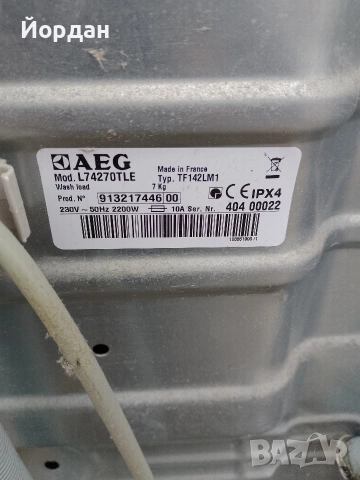 Йордан
AEG
Made in France
Mod. L74270TLE Typ. TF142LM1
Wash load 7 Kg
Prod. N° 913217446 00
IPX4
230V ~ 50Hz 2200W 10A Ser. Nr. 404 00022
BAZAR